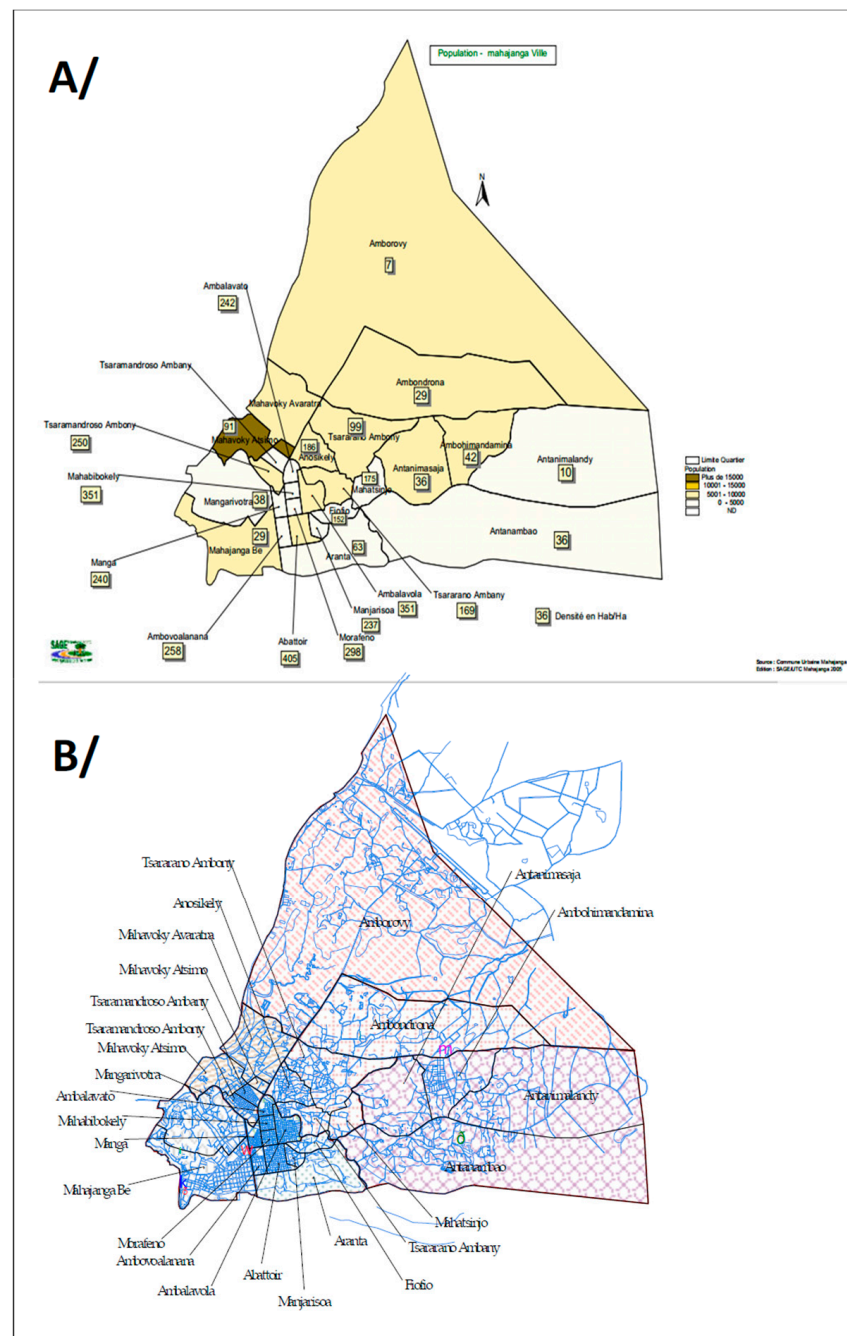 A/
Population - mahajanga Ville
N
Amborovy
7
Ambalavato
242
Tsaramandroso Ambany
Ambondrona
29
Mahavoky Avaratra
91
99
Tsararano Ambony
Tsaramandroso Ambony
250
Mahavoky Atsimo
186
Anosikely
Ambohimandamina
42
Antanimalandy
10
Mahabibokely
351
175
Mahatsinjo
Antanimasaja
36
Mangarivotra
38
Fiofio
152
Mahajanga Be
29
Aranta
63
Antanambao
36
Manga
240
Ambalavola
351
Tsararano Ambany
169
Manjarisoa
237
Ambovoalanana
258
Abattoir
405
Morafeno
298
36 Densité en Hab/Ha
Limite Quartier
Population
Plus de 15000
10001 - 15000
5001 - 10000
0 - 5000
ND
SAGE
Source : Commune Urbaine Mahajanga
Edition : SAGE/UTC Mahajanga 2005
B/
Tsararano Ambony
Antanimasaja
Anosikely
Ambohimandamina
Amborovy
Mahavoky Avaratra
Mahavoky Atsimo
Tsaramandroso Ambany
Tsaramandroso Ambony
Ambondrona
Mahavoky Atsimo
Mangarivotra
Ambalavato
Antanimalandy
Mahabibokely
Manga
Antanambao
Mahajanga Be
Mahatsinjo
Morafeno
Aranta
Tsararano Ambany
Ambovoalanana
Abattoir
Fiofio
Ambalavola
Manjarisoa